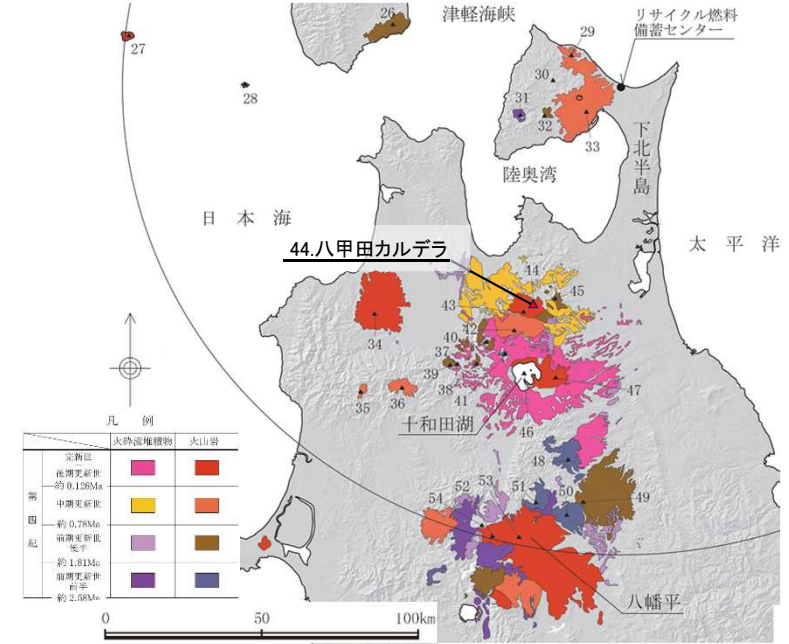 津軽海峡
リサイクル燃料
備蓄センター
26
27
28
29
30
31
32
33
下北半島
陸奥湾
日本海
太平洋
44.八甲田カルデラ
44
45
43
42
40
37
39
38
41
34
35
36
47
46
十和田湖
48
49
50
51
52
53
54
八幡平
凡例
火砕流堆積物
火山岩
第四紀
完新世
~
後期更新世
約 0.126Ma
中期更新世
約 0.78Ma
前期更新世
後半
約 1.81Ma
前期更新世
前半
約 2.58Ma
0
50
100km